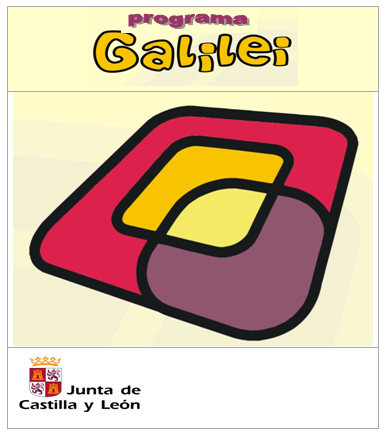 programa
Galilei
Junta de
Castilla y León